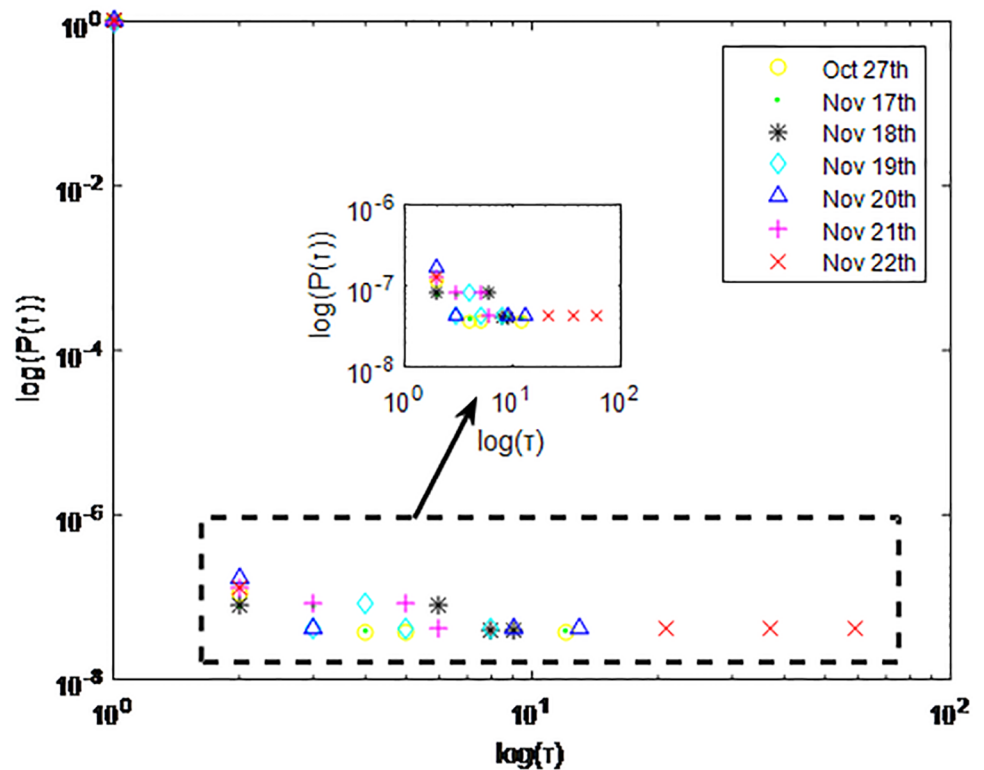 10^0
10^-2
10^-4
10^-6
10^-8
log(P(τ))
10^0
10^1
10^2
log(τ)
Oct 27th
Nov 17th
Nov 18th
Nov 19th
Nov 20th
Nov 21th
Nov 22th
10^-6
10^-7
10^-8
log(P(τ))
10^0
10^1
10^2
log(τ)